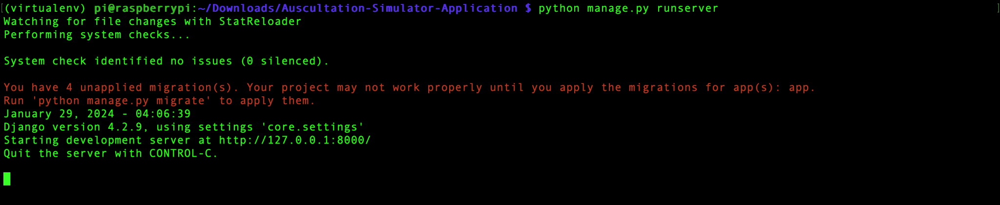 (virtualenv) pi@raspberrypi:~/Downloads/Auscultation-Simulator-Application $ python manage.py runserver
Watching for file changes with StatReloader
Performing system checks...
System check identified no issues (0 silenced).
You have 4 unapplied migration(s). Your project may not work properly until you apply the migrations for app(s): app.
Run 'python manage.py migrate' to apply them.
January 29, 2024 - 04:06:39
Django version 4.2.9, using settings 'core.settings'
Starting development server at http://127.0.0.1:8000/
Quit the server with CONTROL-C.